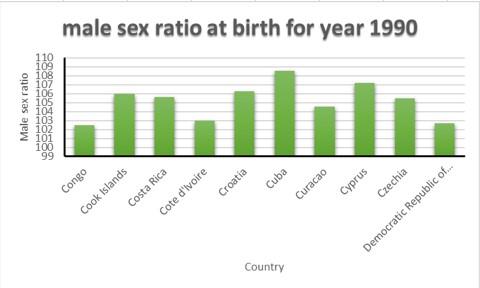 male sex ratio at birth for year 1990
Male sex ratio
110
109
108
107
106
105
104
103
102
101
100
99
Congo
Cook Islands
Costa Rica
Cote d'Ivoire
Croatia
Cuba
Curacao
Cyprus
Czechia
Democratic Republic of...
Country